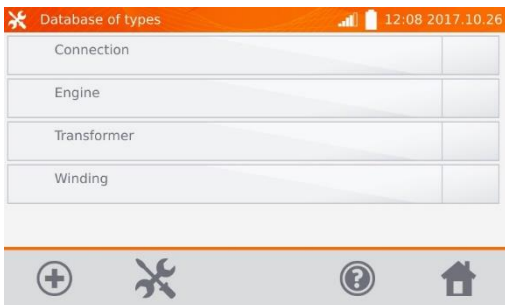 Database of types 12:08 2017.10.26
Connection
Engine
Transformer
Winding